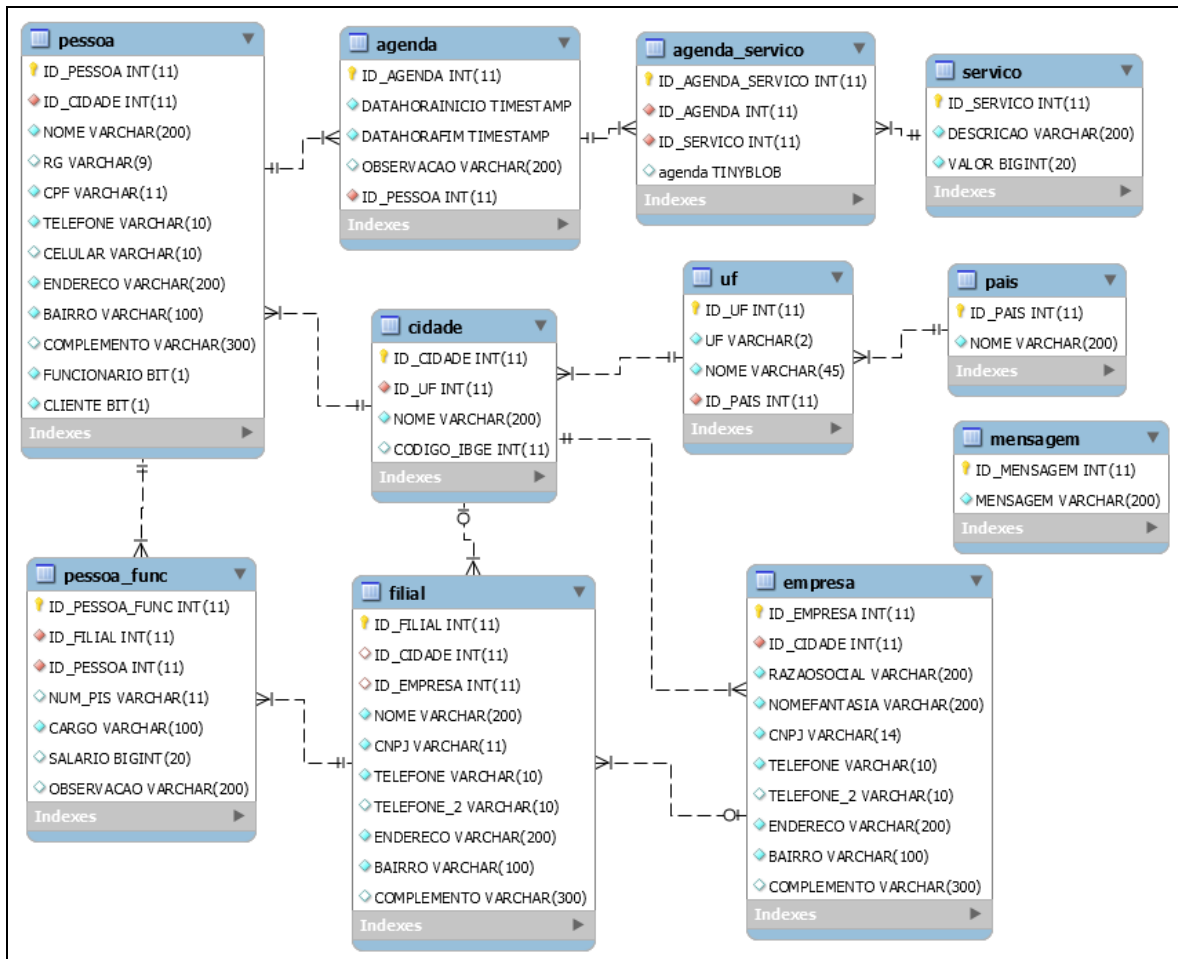 pessoa
ID_PESSOA INT(11)
ID_CIDADE INT(11)
NOME VARCHAR(200)
RG VARCHAR(9)
CPF VARCHAR(11)
TELEFONE VARCHAR(10)
CELULAR VARCHAR(10)
ENDERECO VARCHAR(200)
BAIRRO VARCHAR(100)
COMPLEMENTO VARCHAR(300)
FUNCIONARIO BIT(1)
CLIENTE BIT(1)
Indexes
agenda
ID_AGENDA INT(11)
DATAHORAINICIO TIMESTAMP
DATAHORAFIM TIMESTAMP
OBSERVACAO VARCHAR(200)
ID_PESSOA INT(11)
Indexes
agenda_servico
ID_AGENDA_SERVICO INT(11)
ID_AGENDA INT(11)
ID_SERVICO INT(11)
agenda TINYBLOB
Indexes
servico
ID_SERVICO INT(11)
DESCRICAO VARCHAR(200)
VALOR BIGINT(20)
Indexes
cidade
ID_CIDADE INT(11)
ID_UF INT(11)
NOME VARCHAR(200)
CODIGO_IBGE INT(11)
Indexes
uf
ID_UF INT(11)
UF VARCHAR(2)
NOME VARCHAR(45)
ID_PAIS INT(11)
Indexes
pais
ID_PAIS INT(11)
NOME VARCHAR(200)
Indexes
mensagem
ID_MENSAGEM INT(11)
MENSAGEM VARCHAR(200)
Indexes
pessoa_func
ID_PESSOA_FUNC INT(11)
ID_FILIAL INT(11)
ID_PESSOA INT(11)
NUM_PIS VARCHAR(11)
CARGO VARCHAR(100)
SALARIO BIGINT(20)
OBSERVACAO VARCHAR(200)
Indexes
filial
ID_FILIAL INT(11)
ID_CIDADE INT(11)
ID_EMPRESA INT(11)
NOME VARCHAR(200)
CNPJ VARCHAR(11)
TELEFONE VARCHAR(10)
TELEFONE_2 VARCHAR(10)
ENDERECO VARCHAR(200)
BAIRRO VARCHAR(100)
COMPLEMENTO VARCHAR(300)
Indexes
empresa
ID_EMPRESA INT(11)
ID_CIDADE INT(11)
RAZAOSOCIAL VARCHAR(200)
NOMEFANTASIA VARCHAR(200)
CNPJ VARCHAR(14)
TELEFONE VARCHAR(10)
TELEFONE_2 VARCHAR(10)
ENDERECO VARCHAR(200)
BAIRRO VARCHAR(100)
COMPLEMENTO VARCHAR(300)
Indexes